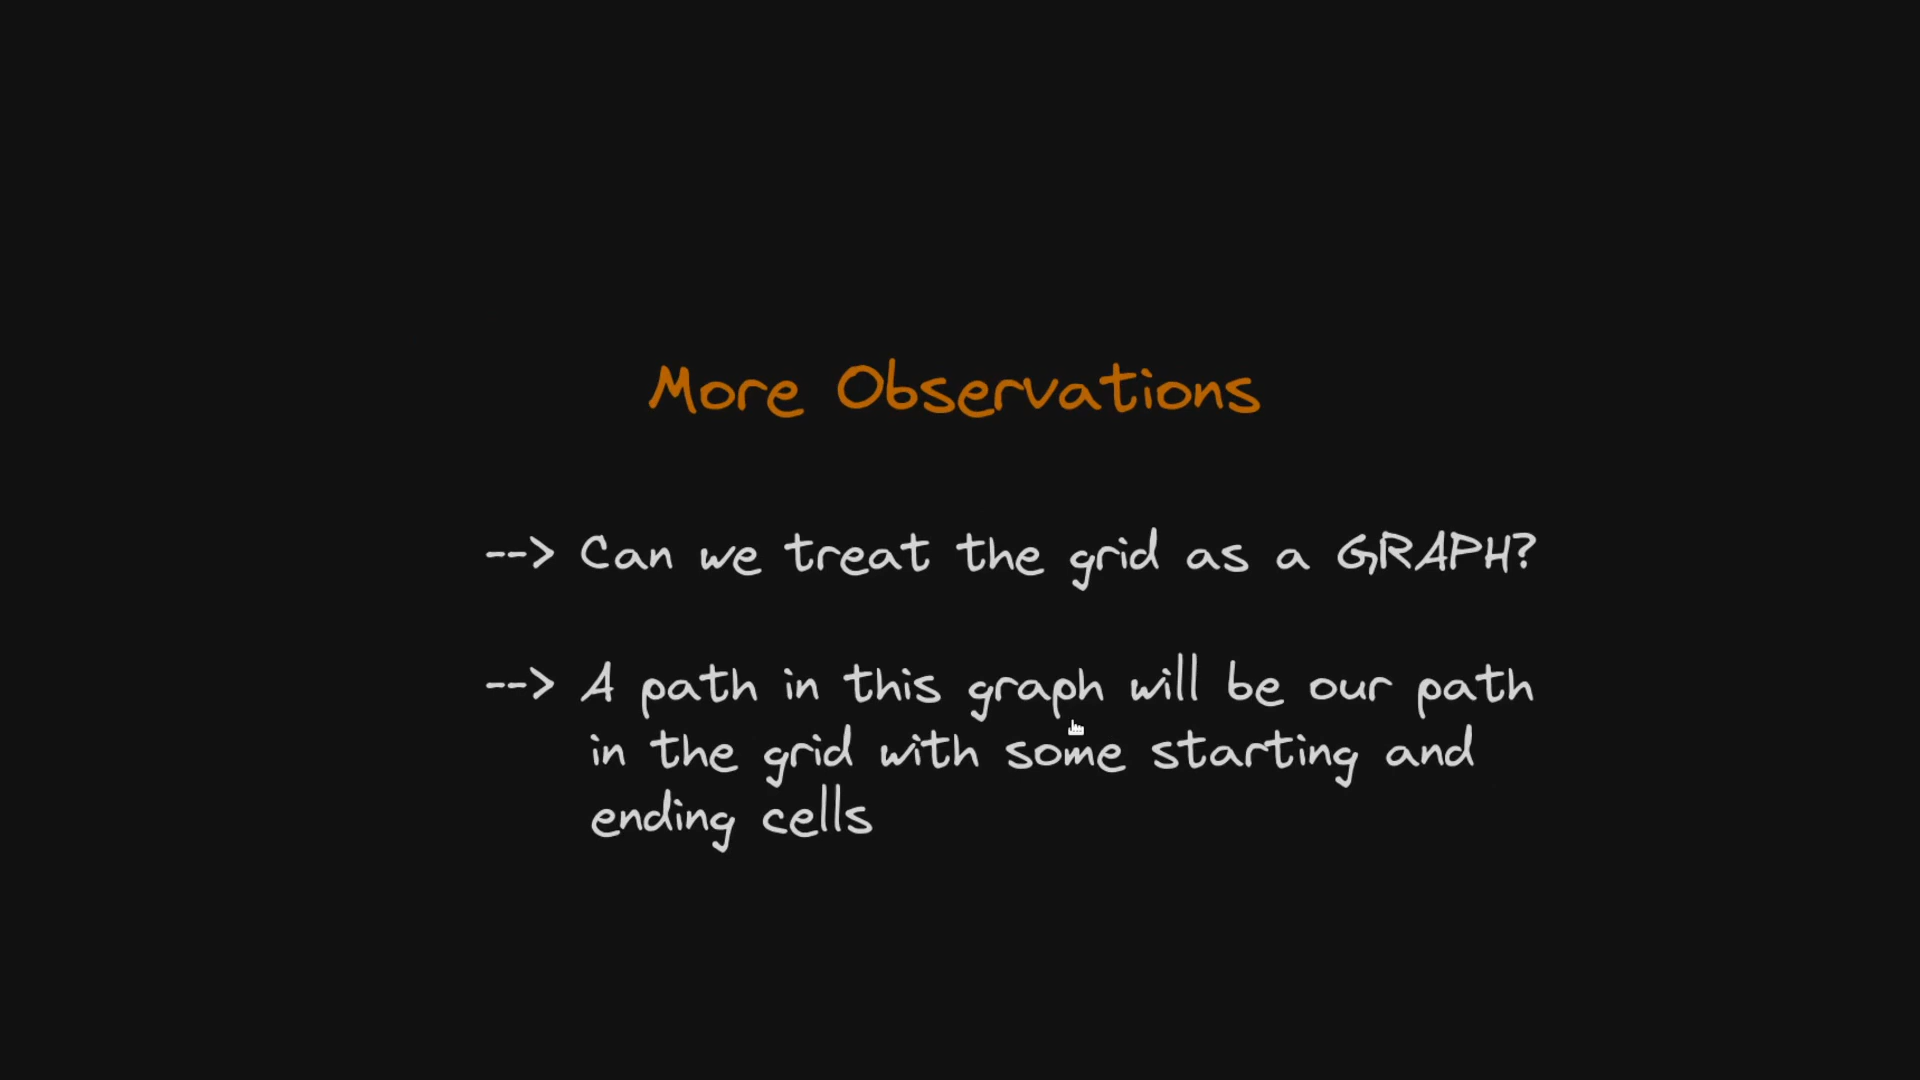 More Observations
--> Can we treat the grid as a GRAPH?
--> A path in this graph will be our path
in the grid with some starting and
ending cells